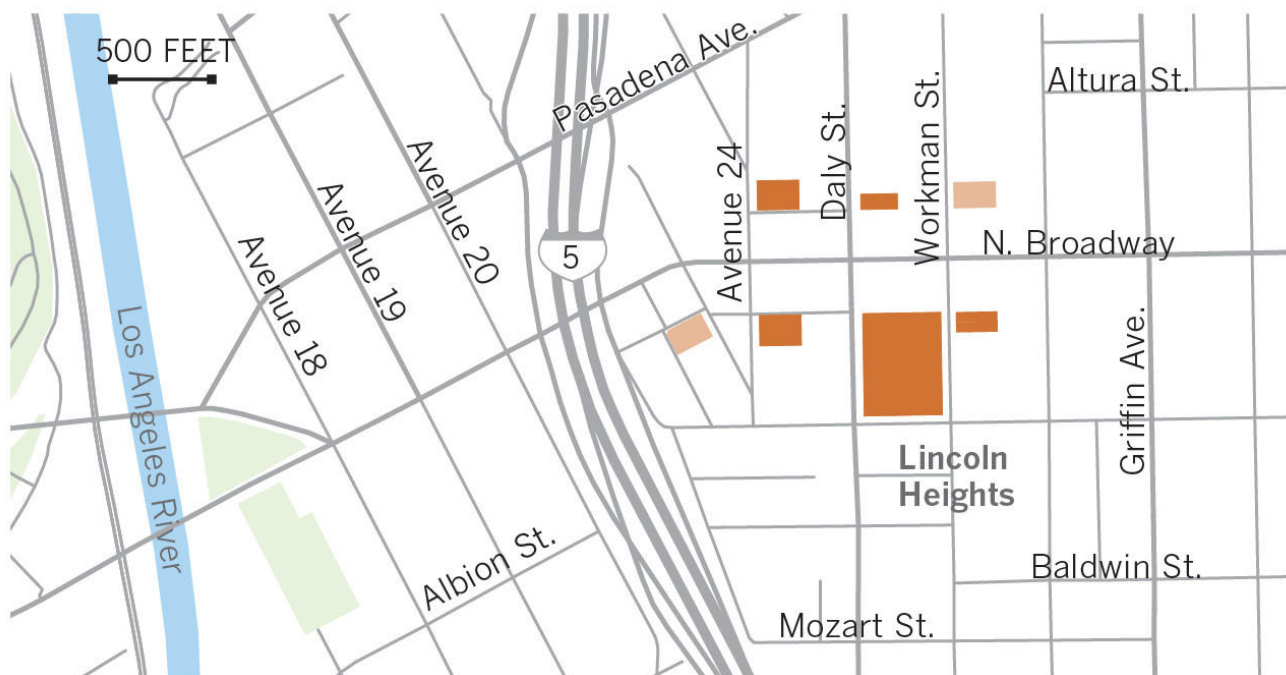 500 FEET
Pasadena Ave.
Altura St.
Avenue 18
Avenue 19
Avenue 20
5
Avenue 24
Daly St.
Workman St.
N. Broadway
Los Angeles River
Griffin Ave.
Lincoln
Heights
Albion St.
Baldwin St.
Mozart St.